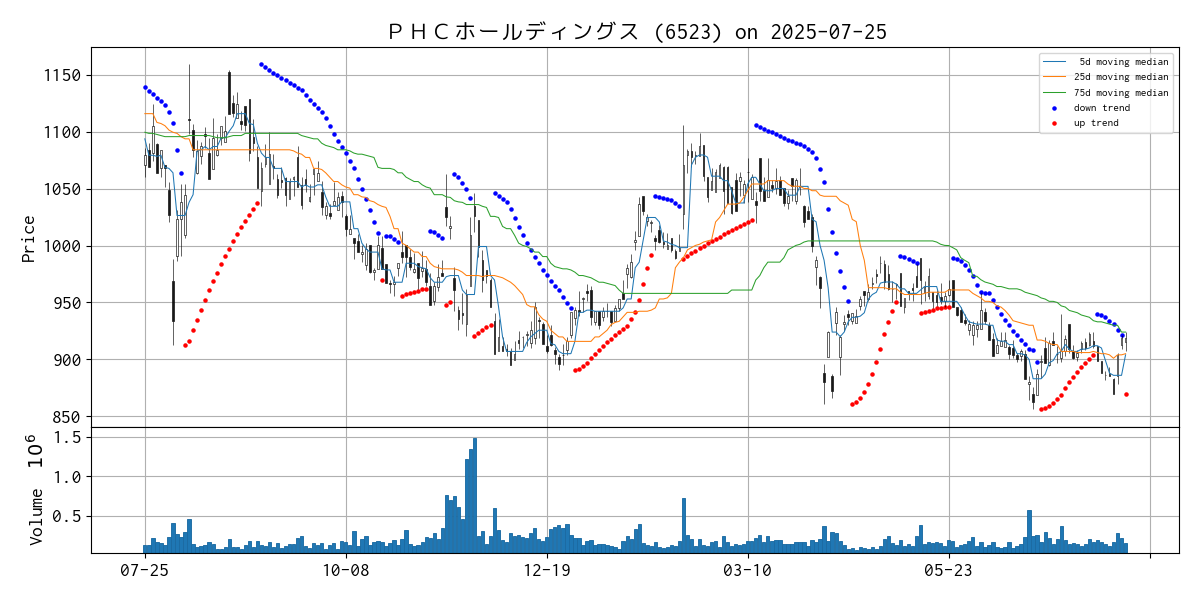 ＰＨＣホールディングス (6523) on 2025-07-25
5d moving median
25d moving median
75d moving median
down trend
up trend
Price
1150
1100
1050
1000
950
900
850
Volume 10^6
1.5
1.0
0.5
07-25
10-08
12-19
03-10
05-23